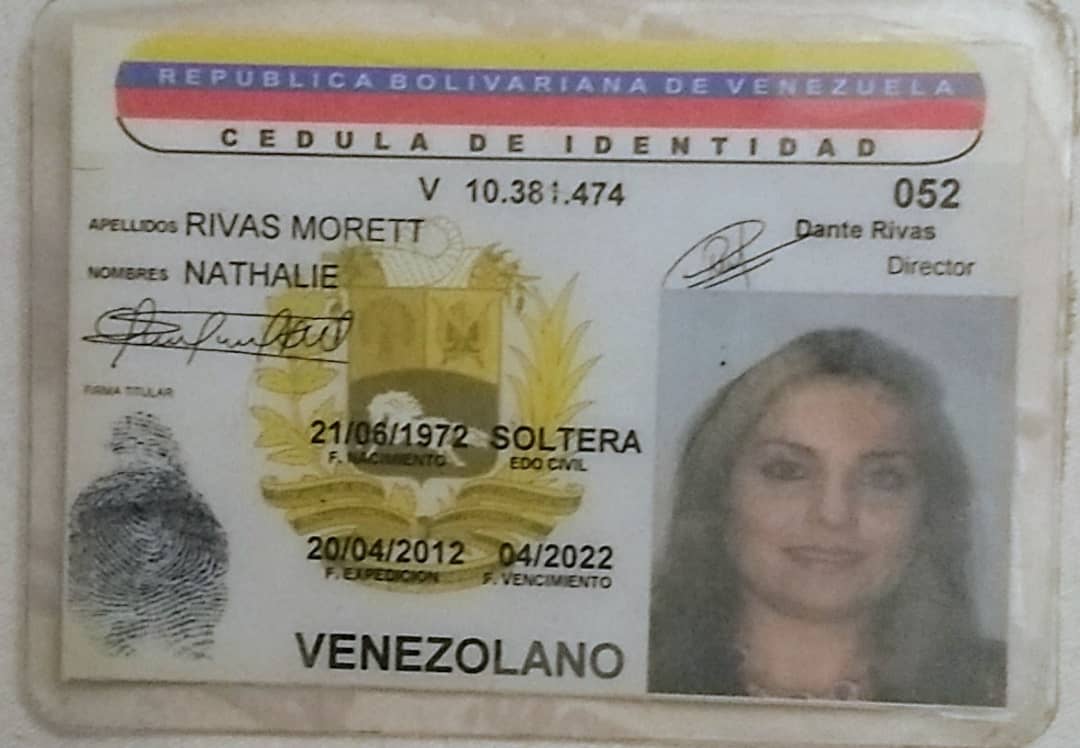 REPUBLICA BOLIVARIANA DE VENEZUELA
CEDULA DE IDENTIDAD
V 10.381.474 052
APELLIDOS RIVAS MORETT
Dante Rivas
Director
NOMBRES NATHALIE
FIRMA TITULAR
21/06/1972 SOLTERA
F. NACIMIENTO EDO CIVIL
20/04/2012 04/2022
F. EXPEDICION F. VENCIMIENTO
VENEZOLANO